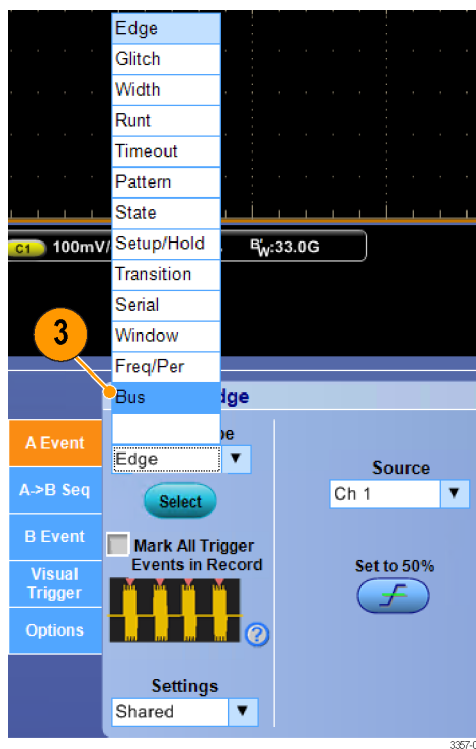 Edge
Glitch
Width
Runt
Timeout
Pattern
State
Setup/Hold
Transition
Serial
Window
Freq/Per
Bus
C1 100mV/
BW:33.0G
3
dge
pe
A Event
Edge
A->B Seq
Select
Source
Ch 1
B Event
Mark All Trigger
Events in Record
Set to 50%
Visual
Trigger
Options
?
Settings
Shared